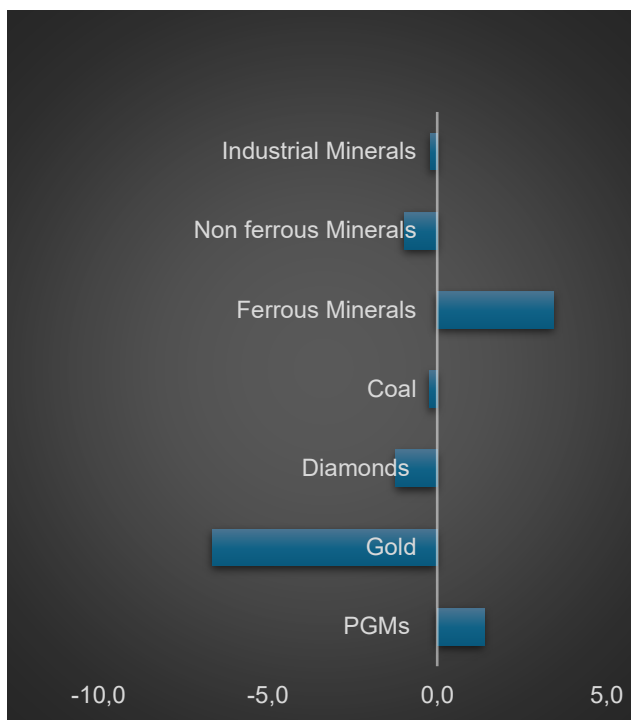 Industrial Minerals
Non ferrous Minerals
Ferrous Minerals
Coal
Diamonds
Gold
PGMs
-10,0 -5,0 0,0 5,0